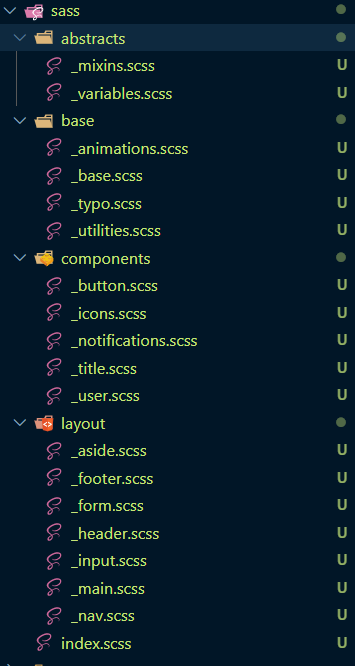 sass
abstracts
_mixins.scss U
_variables.scss U
base
_animations.scss U
_base.scss U
_typo.scss U
_utilities.scss U
components
_button.scss U
_icons.scss U
_notifications.scss U
_title.scss U
_user.scss U
layout
_aside.scss U
_footer.scss U
_form.scss U
_header.scss U
_input.scss U
_main.scss U
_nav.scss U
index.scss U